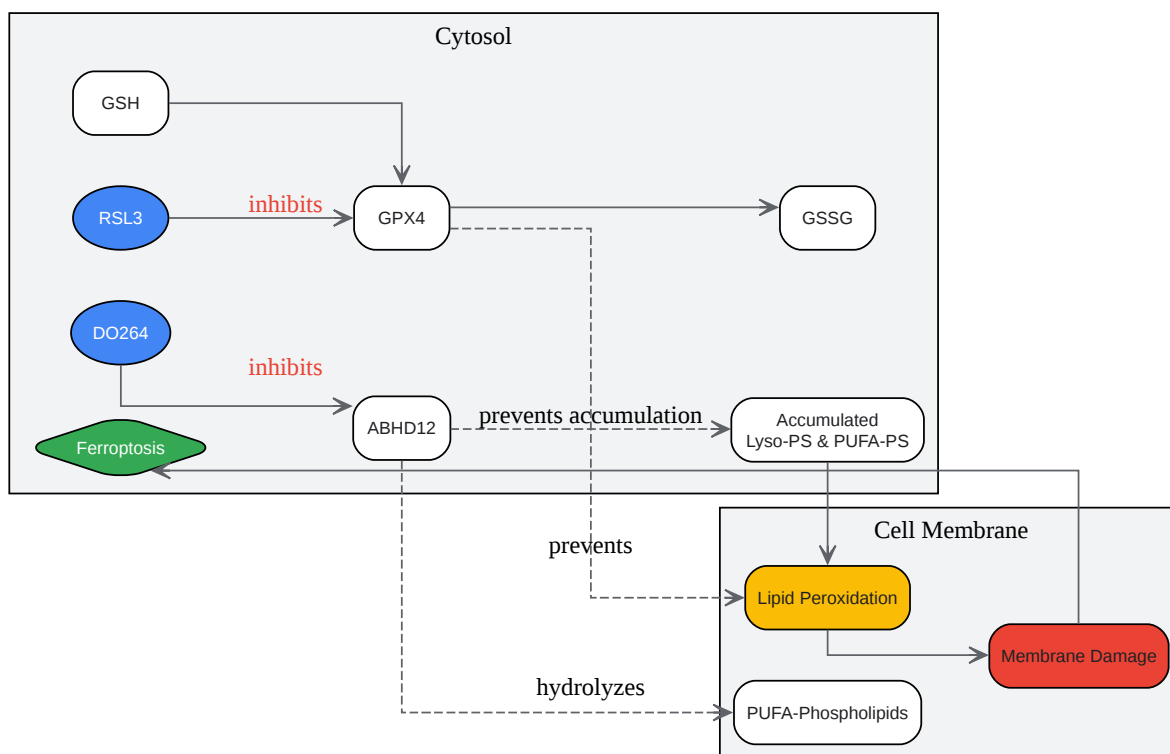 Cytosol
GSH
RSL3
inhibits
GPX4
GSSG
DO264
inhibits
ABHD12
prevents accumulation
Accumulated
Lyso-PS & PUFA-PS
Ferroptosis
Cell Membrane
prevents
Lipid Peroxidation
Membrane Damage
hydrolyzes
PUFA-Phospholipids